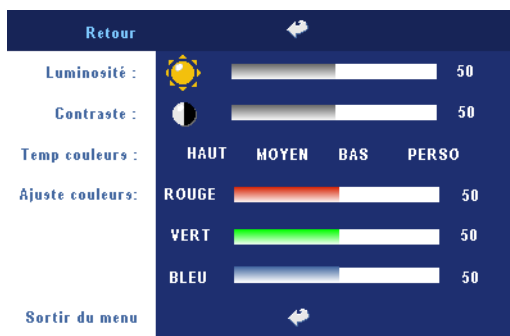 Retour
Luminosité : 50
Contraste : 50
Temp couleurs : HAUT MOYEN BAS PERSO
Ajuste couleurs: ROUGE 50
VERT 50
BLEU 50
Sortir du menu